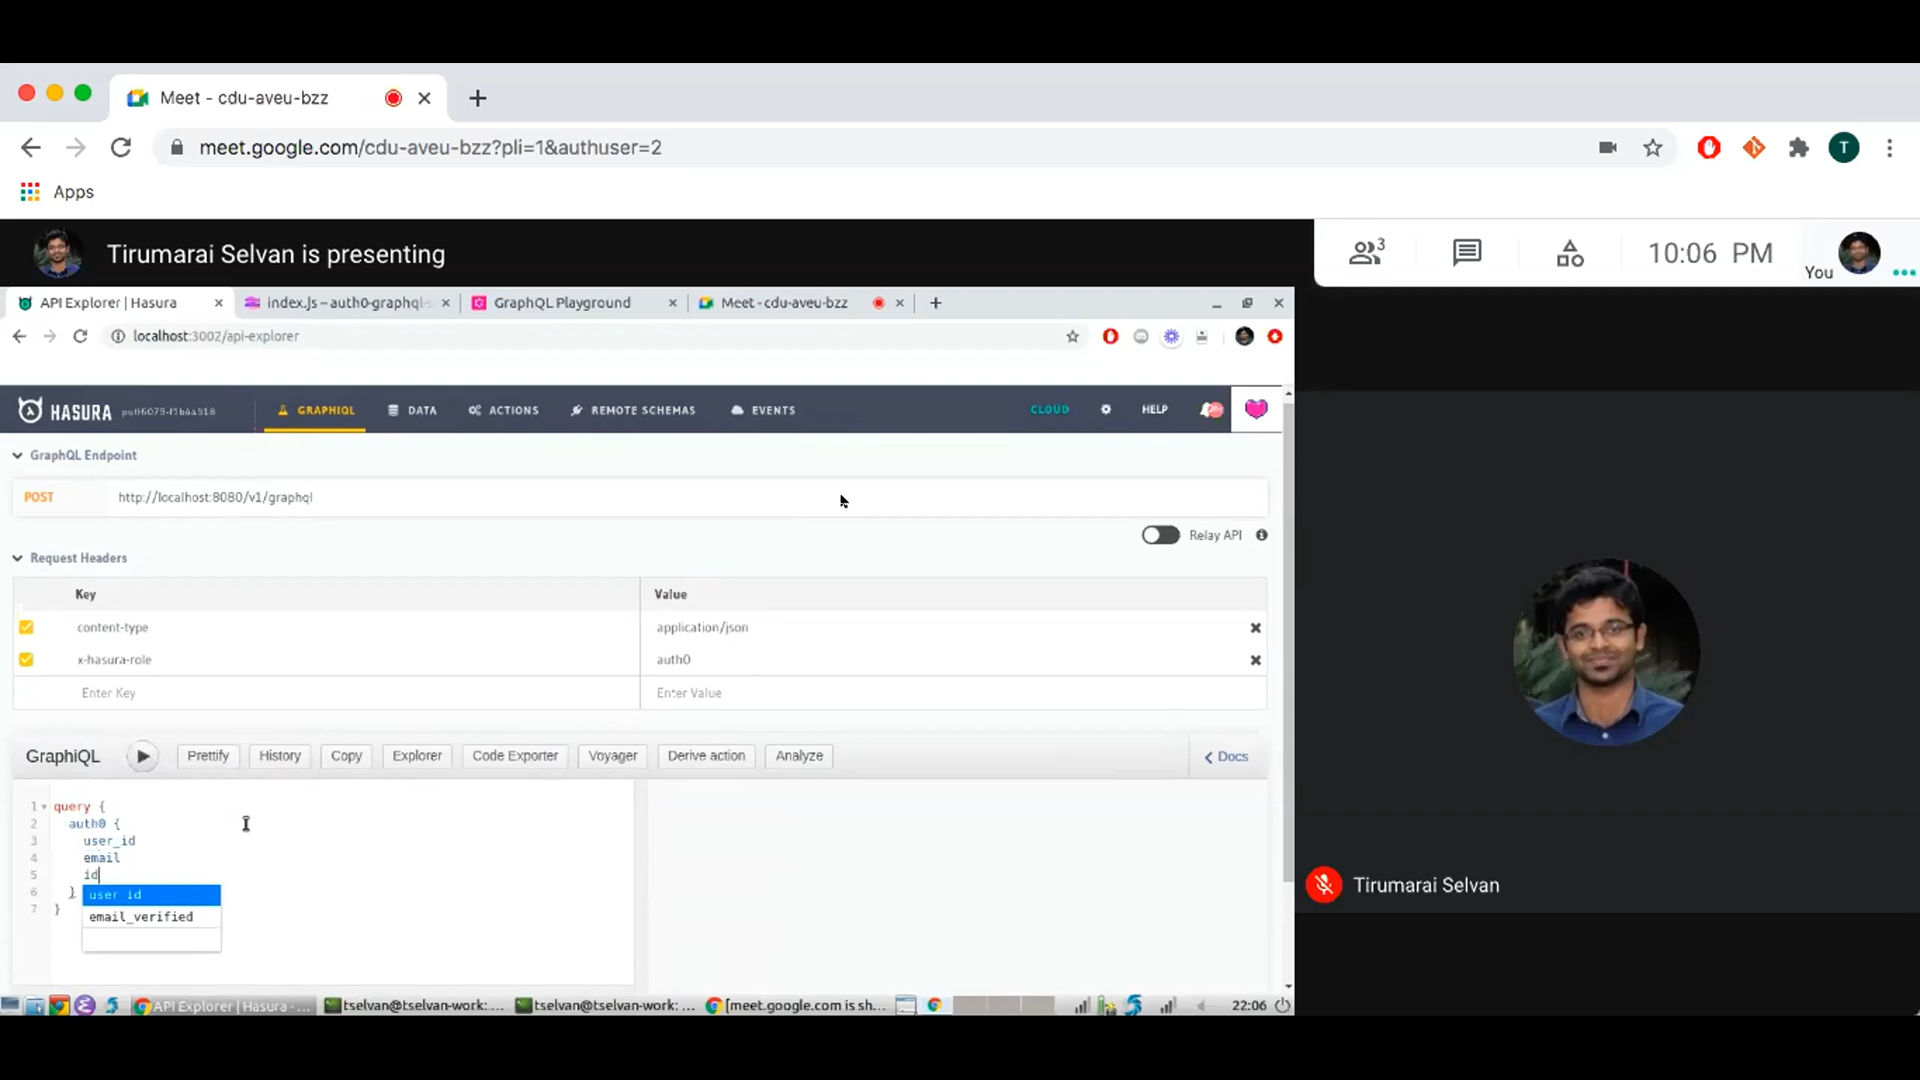 Meet - cdu-aveu-bzz
meet.google.com/cdu-aveu-bzz?pli=1&authuser=2
T
Apps
Tirumarai Selvan is presenting
3
10:06 PM
You
API Explorer | Hasura
index.js – auth0-graphql-s
GraphQL Playground
Meet - cdu-aveu-bzz
localhost:3002/api-explorer
HASURA
GRAPHIQL
DATA
ACTIONS
REMOTE SCHEMAS
EVENTS
CLOUD
HELP
GraphQL Endpoint
POST
http://localhost:8080/v1/graphql
Relay API
Request Headers
Key
Value
content-type
application/json
x-hasura-role
auth0
Enter Key
Enter Value
GraphiQL
Prettify
History
Copy
Explorer
Code Exporter
Voyager
Derive action
Analyze
Docs
1 query {
2 auth0 {
3 user_id
4 email
5 id
6 }
7 }
user_id
email_verified
Tirumarai Selvan
API Explorer | Hasura - ...
tselvan@tselvan-work: ...
tselvan@tselvan-work: ...
[meet.google.com is sh...
22:06